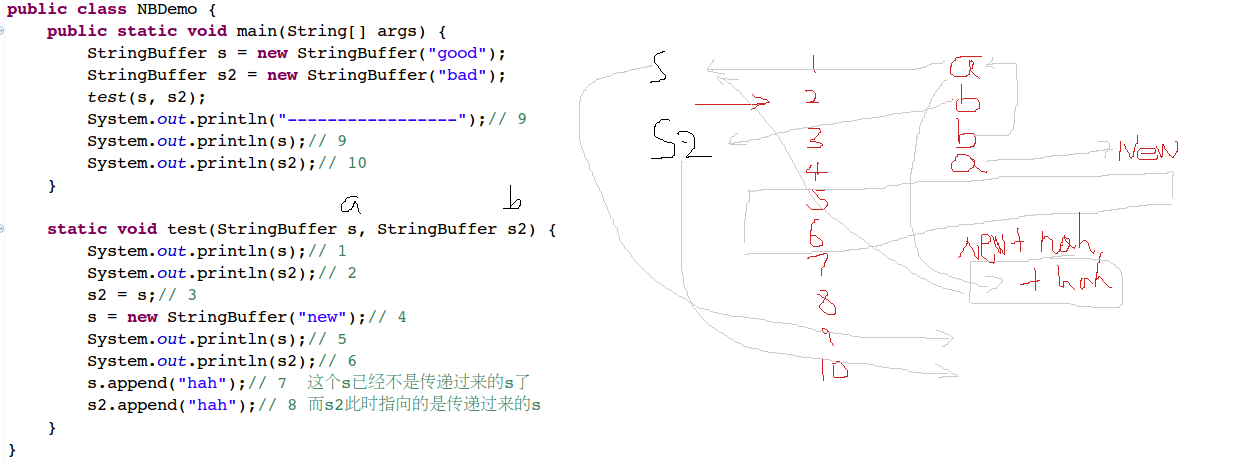 public class NBDemo {
public static void main(String[] args) {
StringBuffer s = new StringBuffer("good");
StringBuffer s2 = new StringBuffer("bad");
test(s, s2);
System.out.println("-----------------");// 9
System.out.println(s);// 9
System.out.println(s2);// 10
}
a b
static void test(StringBuffer s, StringBuffer s2) {
System.out.println(s);// 1
System.out.println(s2);// 2
s2 = s;// 3
s = new StringBuffer("new");// 4
System.out.println(s);// 5
System.out.println(s2);// 6
s.append("hah");// 7 这个s已经不是传递过来的s了
s2.append("hah");// 8 而s2此时指向的是传递过来的s
}
}
S
S2
1
2
3
4
5
6
7
8
9
10
a
b
b
a
New
NEW + hah
+ hah